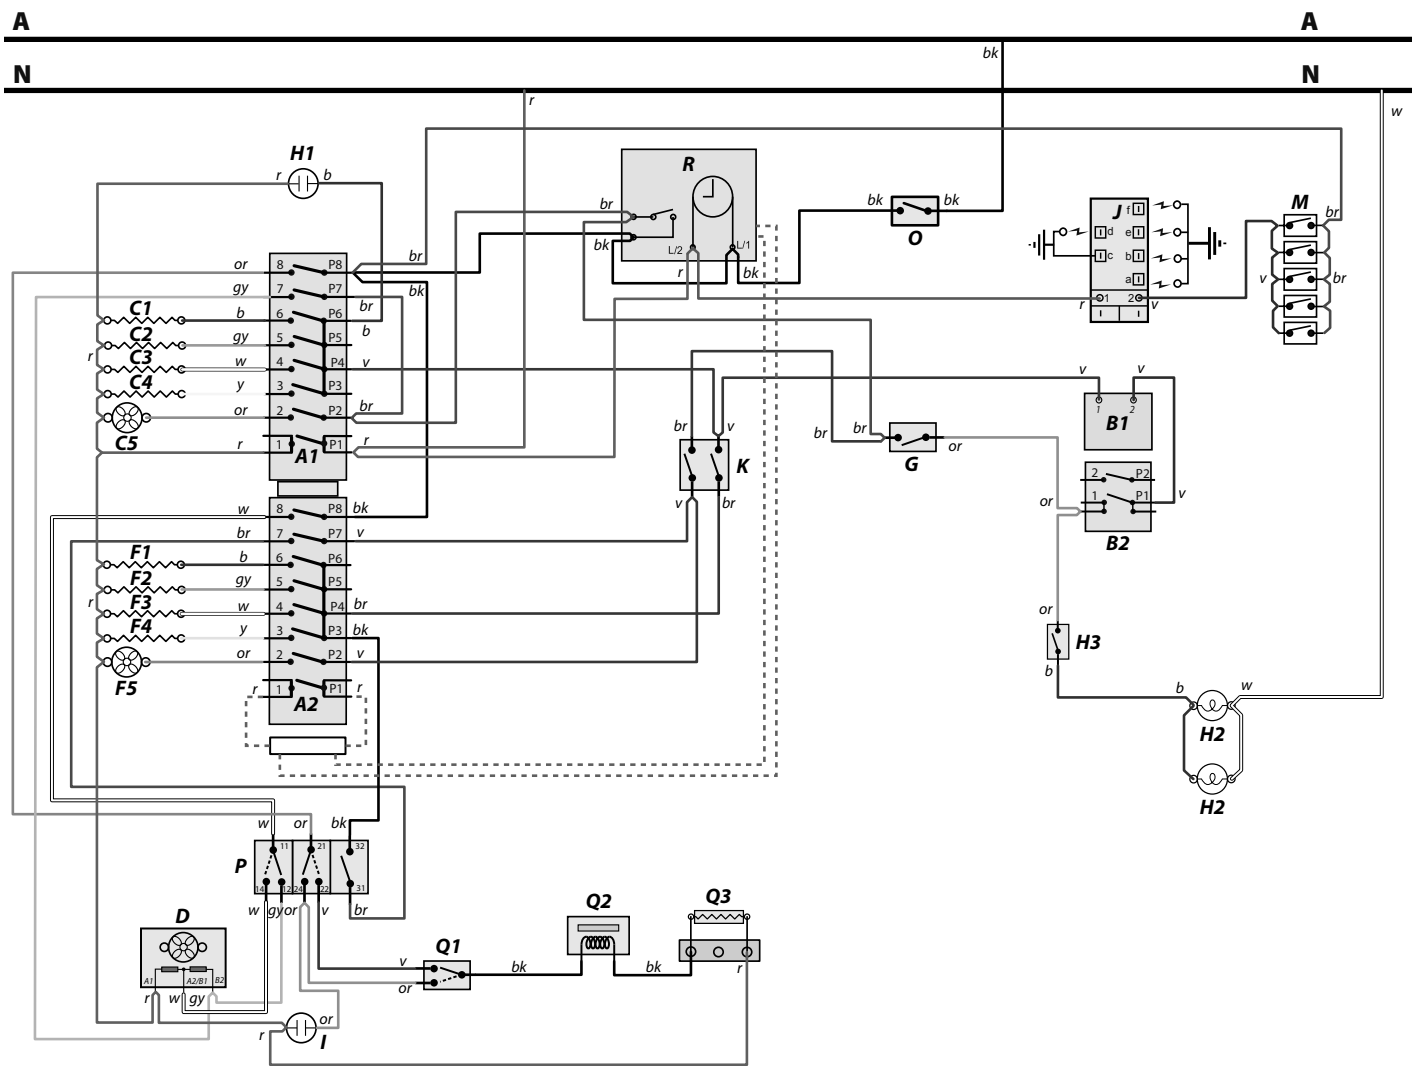 A A
bk
N N
r
w
H1
r b
R
br
bk
L/2 L/1
r bk
bk bk
O
J f
d e
c b
a
1 2
r v
M
br
v br
or 8 P8 br
bk
gy 7 P7 br
C1 b 6 P6 b
C2 gy 5 P5
r
C3 w 4 P4 v
C4 y 3 P3
or 2 P2 br
C5
r 1 P1 r
A1
br v
K
v br
br br
G or
v v
1 2
B1
2 P2
or 1 P1 v
B2
w 8 P8 bk
br 7 P7 v
F1 b 6 P6
F2 gy 5 P5
r
F3 w 4 P4 br
F4 y 3 P3 bk
or 2 P2 v
F5
r 1 P1 r
A2
or
H3
b
b w
H2
H2
w or bk
P 11 21 32
14 12 24 22 31
w gy or v br
D
A1 A2/B1 B2
r w gy
Q1
v
or
bk
Q2
bk
Q3
r
or
r I